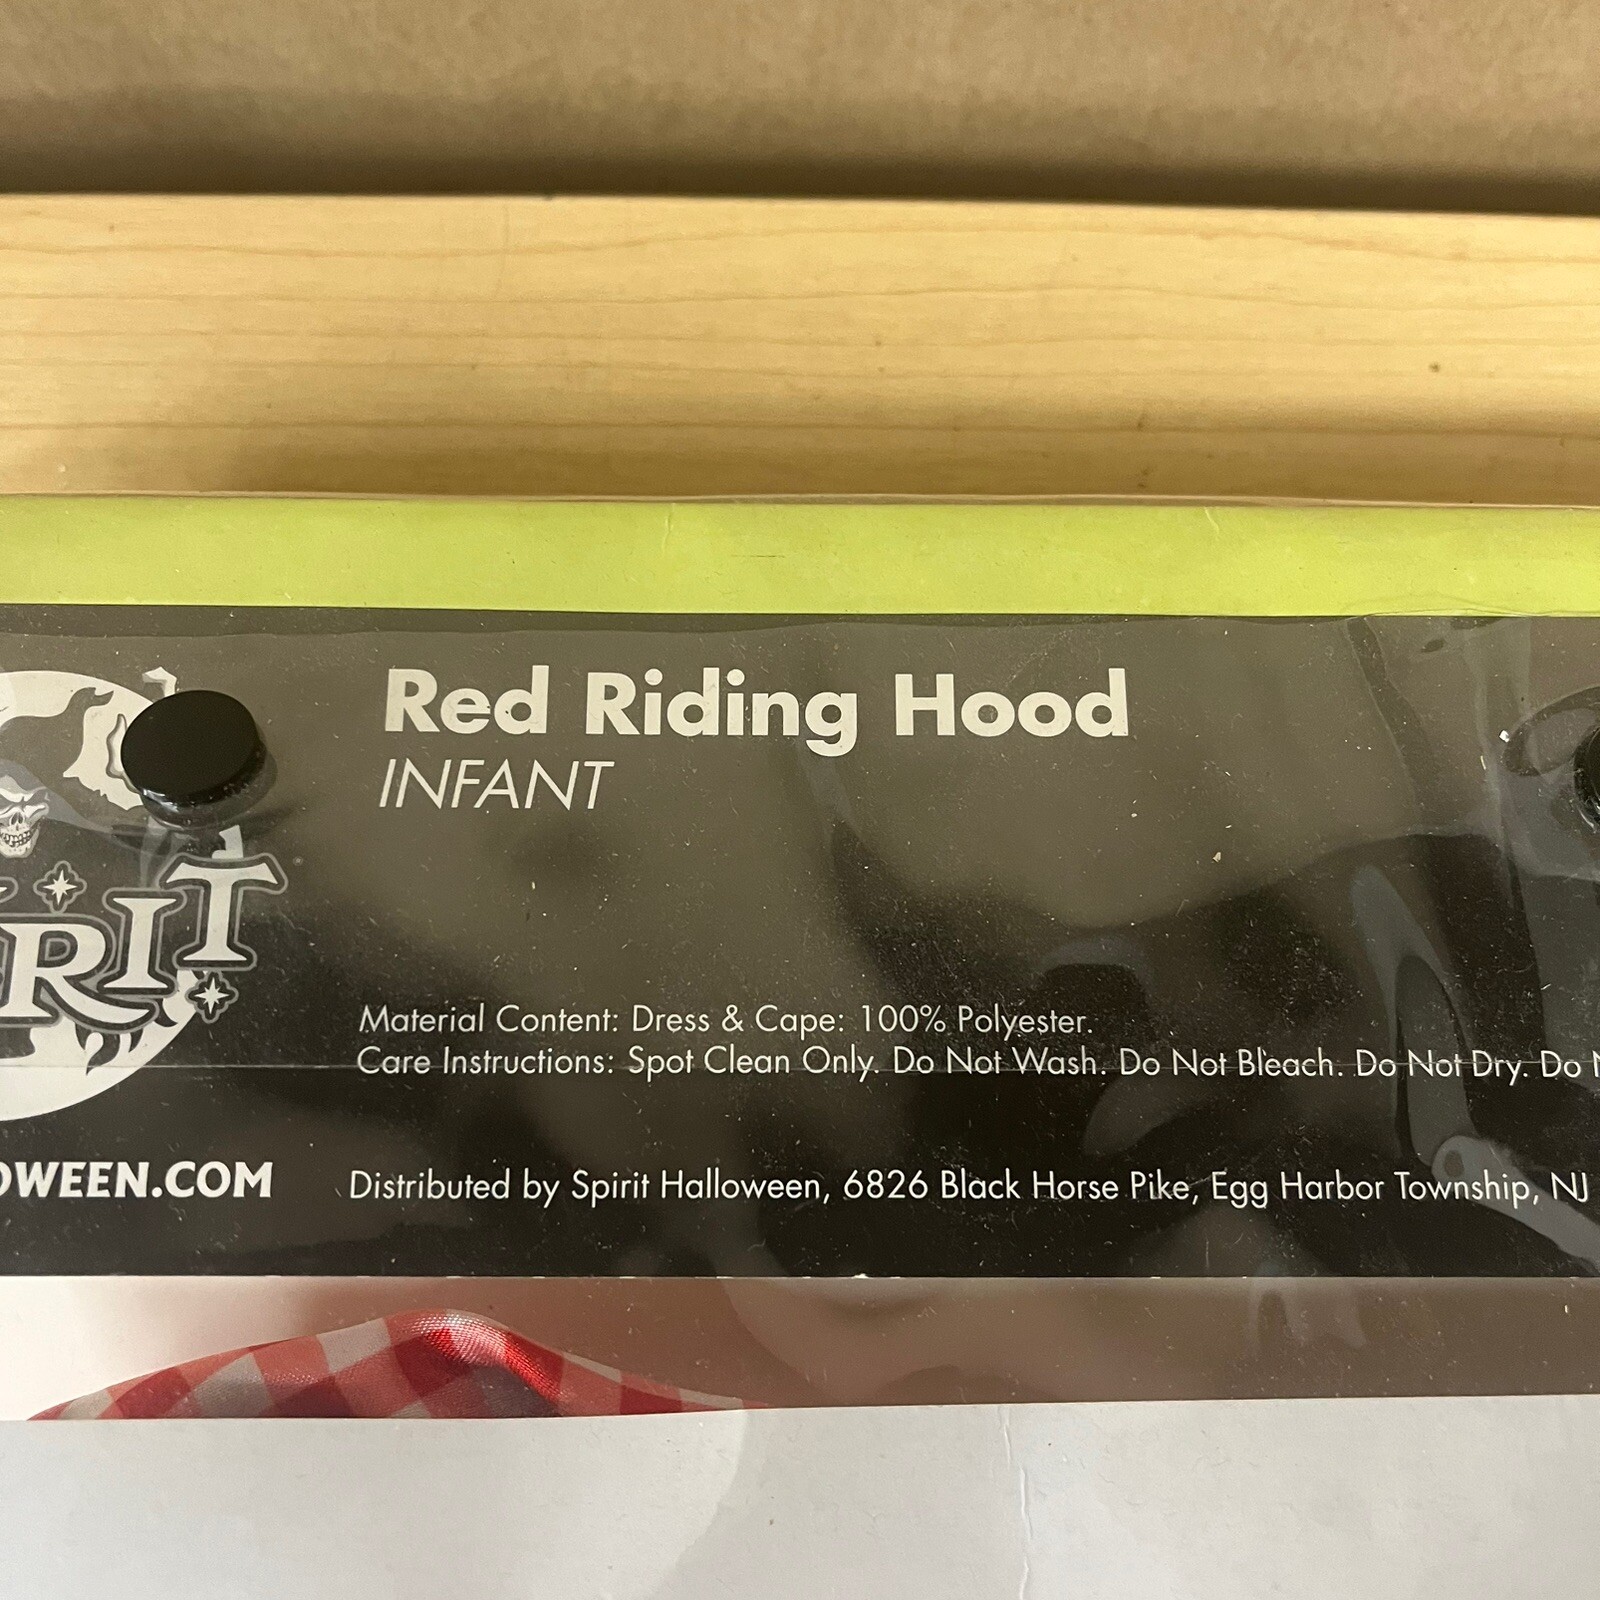 Red Riding Hood
INFANT
RIT
Material Content: Dress & Cape: 100% Polyester.
Care Instructions: Spot Clean Only. Do Not Wash. Do Not Bleach. Do Not Dry. Do
OWEEN.COM
Distributed by Spirit Halloween, 6826 Black Horse Pike, Egg Harbor Township, NJ